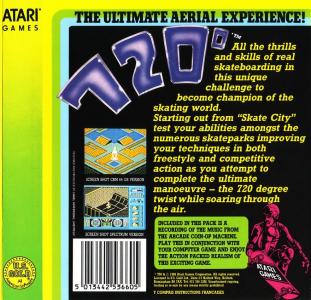 ATARI
GAMES
THE ULTIMATE AERIAL EXPERIENCE!
720°
™
All the thrills
and skills of real
skateboarding in
this unique
challenge to
become champion of the
skating world.
Starting out from "Skate City"
test your abilities amongst the
numerous skateparks improving
your techniques in both
freestyle and competitive
action as you attempt to
complete the ultimate
manoeuvre – the 720 degree
twist while soaring through
the air.
SCREEN SHOT CBM 64/128 VERSION
SCREEN SHOT SPECTRUM VERSION
INCLUDED IN THIS PACK IS A
RECORDING OF THE MUSIC FROM
THE ARCADE COIN-UP MACHINE.
PLAY THIS IN CONJUNCTION WITH
YOUR COMPUTER GAME AND ENJOY
THE ACTION PACKED REALISM OF
THIS EXCITING GAME.
U.S.
GOLD
ATARI
GAMES
5 013442 536605
Y COMPRIS INSTRUCTIONS FRANCAISES